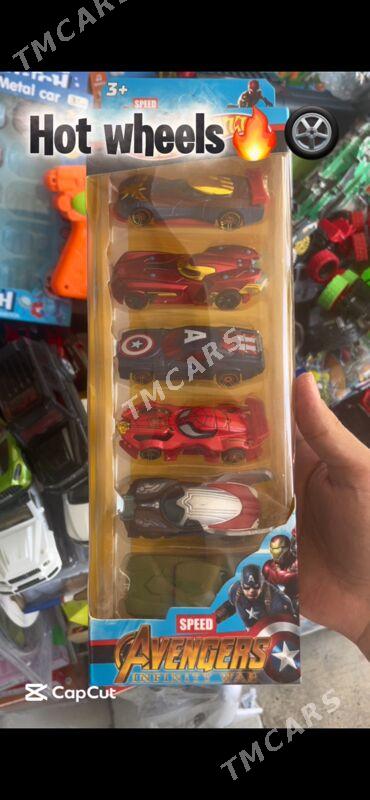 TMCARS
3+
SPEED
Metal car
Hot wheels🔥🛞
TMCARS
A
TMCARS
SPEED
AVENGERS
INFINITY WAR
CapCut
TMCARS